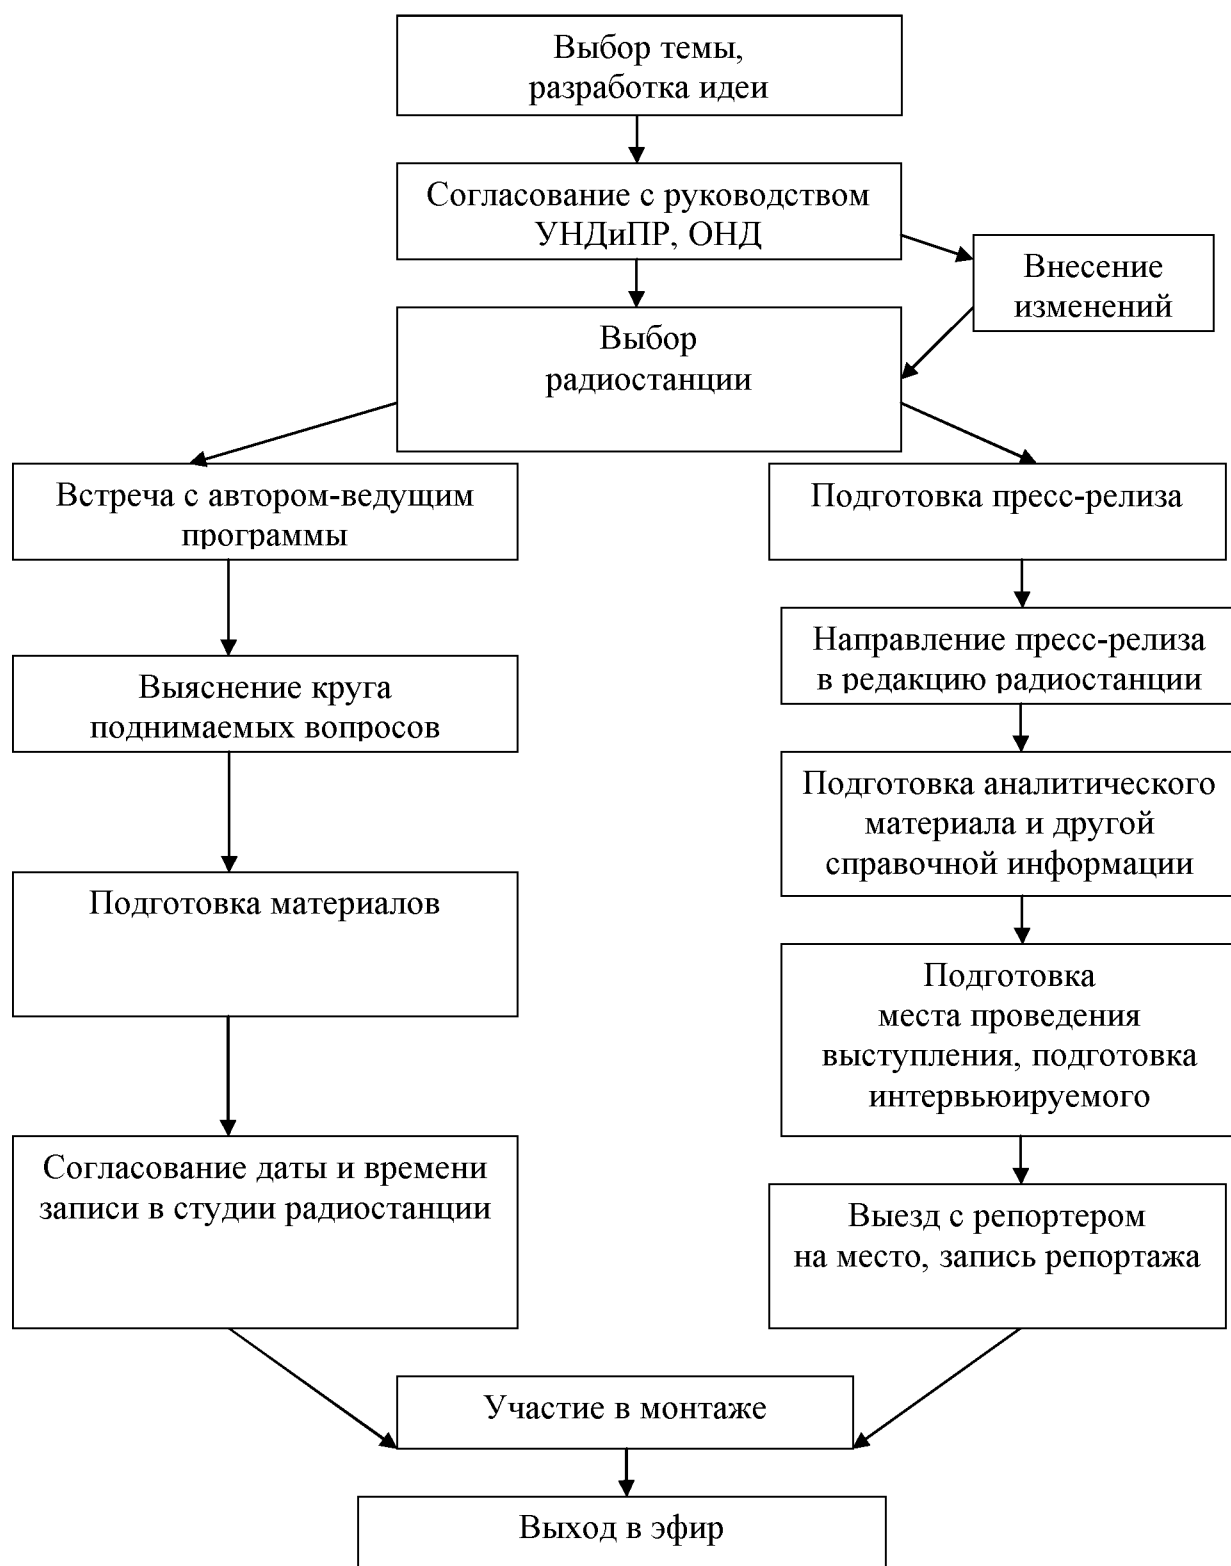 Выбор темы,
разработка идеи
Согласование с руководством
УНДиПР, ОНД
Внесение
изменений
Выбор
радиостанции
Встреча с автором-ведущим
программы
Выяснение круга
поднимаемых вопросов
Подготовка материалов
Согласование даты и времени
записи в студии радиостанции
Подготовка пресс-релиза
Направление пресс-релиза
в редакцию радиостанции
Подготовка аналитического
материала и другой
справочной информации
Подготовка
места проведения
выступления, подготовка
интервьюируемого
Выезд с репортером
на место, запись репортажа
Участие в монтаже
Выход в эфир